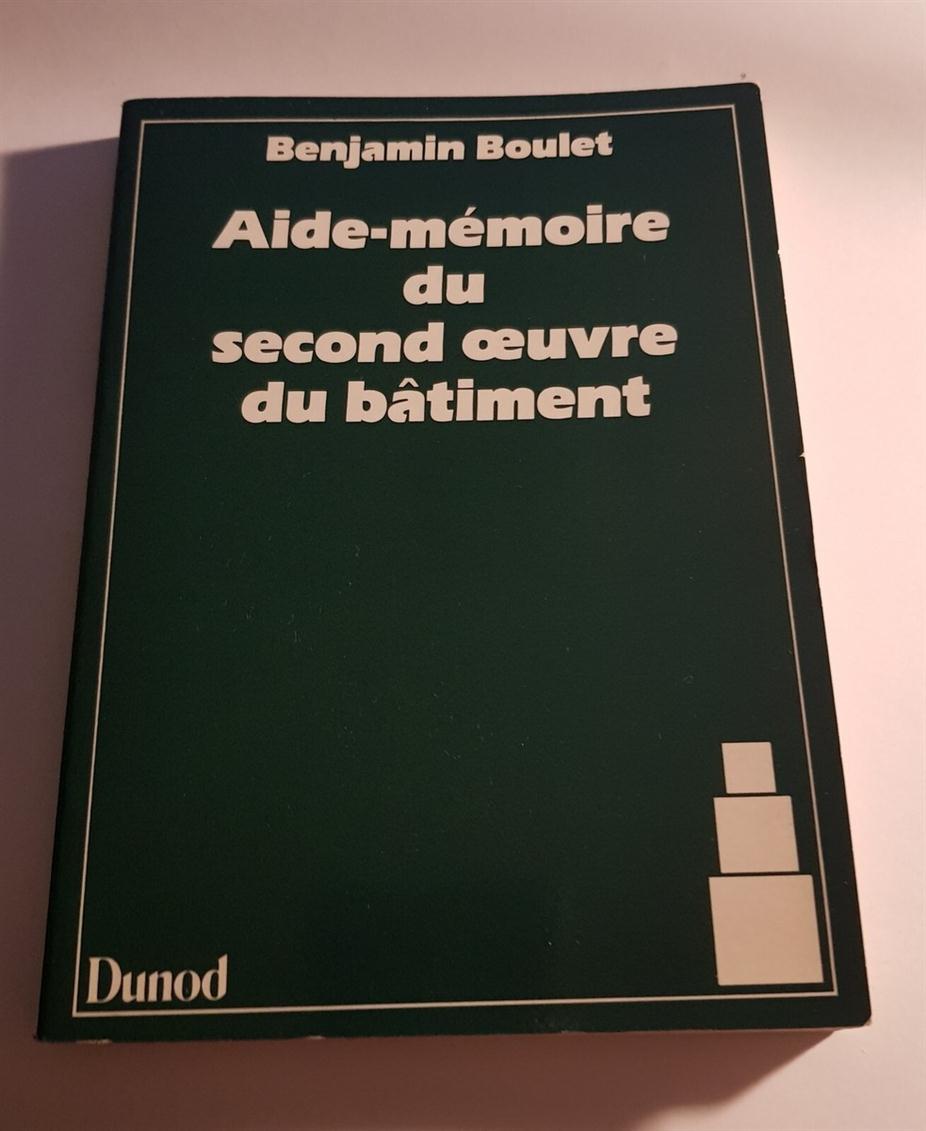 Benjamin Boulet
Aide-mémoire
du
second œuvre
du bâtiment
Dunod